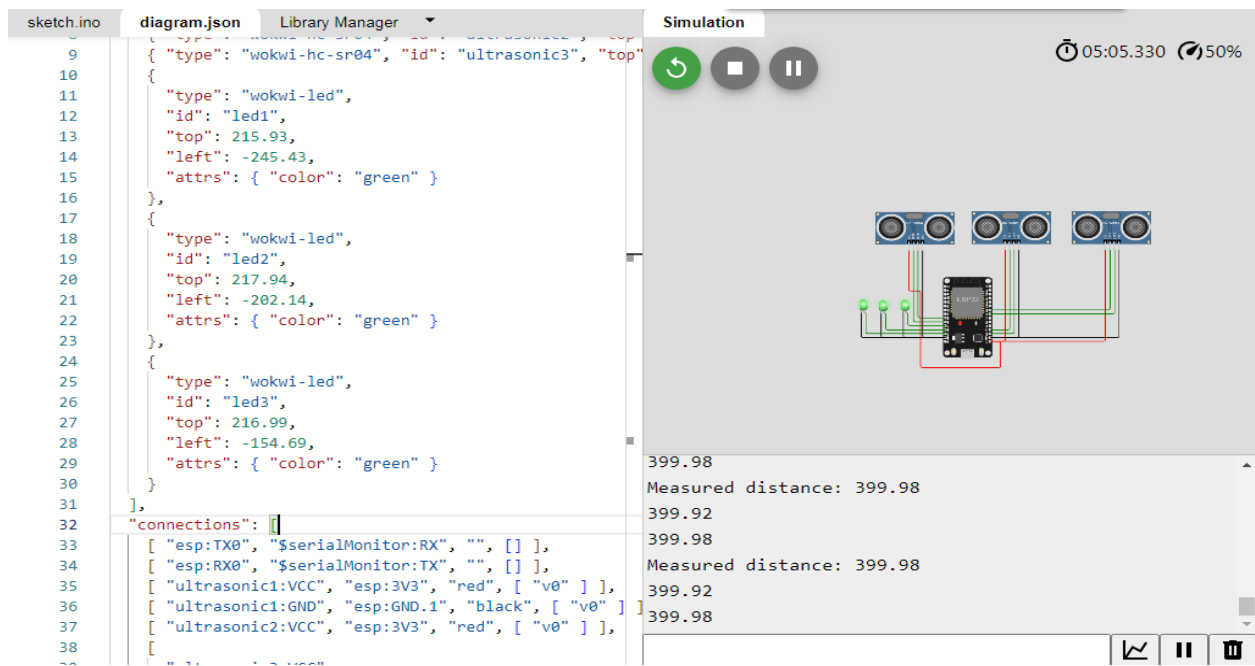 sketch.ino diagram.json Library Manager
9 { "type": "wokwi-hc-sr04", "id": "ultrasonic3", "top"
10 {
11 "type": "wokwi-led",
12 "id": "led1",
13 "top": 215.93,
14 "left": -245.43,
15 "attrs": { "color": "green" }
16 },
17 {
18 "type": "wokwi-led",
19 "id": "led2",
20 "top": 217.94,
21 "left": -202.14,
22 "attrs": { "color": "green" }
23 },
24 {
25 "type": "wokwi-led",
26 "id": "led3",
27 "top": 216.99,
28 "left": -154.69,
29 "attrs": { "color": "green" }
30 }
31 ],
32 "connections": [
33 [ "esp:TX0", "$serialMonitor:RX", "", [] ],
34 [ "esp:RX0", "$serialMonitor:TX", "", [] ],
35 [ "ultrasonic1:VCC", "esp:3V3", "red", [ "v0" ] ],
36 [ "ultrasonic1:GND", "esp:GND.1", "black", [ "v0" ] ]
37 [ "ultrasonic2:VCC", "esp:3V3", "red", [ "v0" ] ],
38 [
Simulation
05:05.330 50%
ESP32
399.98
Measured distance: 399.98
399.92
399.98
Measured distance: 399.98
399.92
399.98